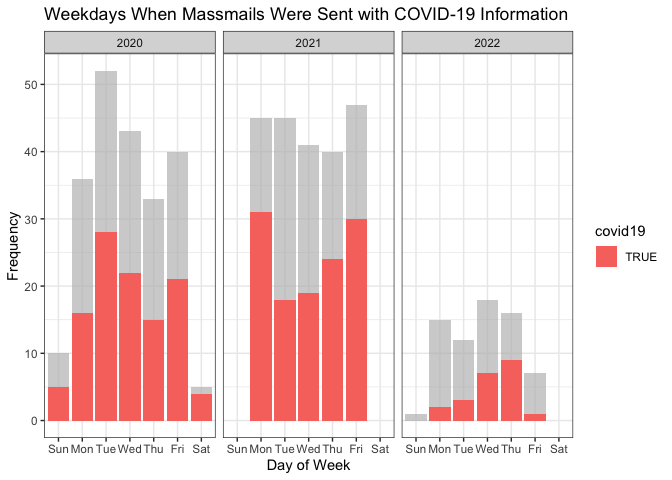 Weekdays When Massmails Were Sent with COVID-19 Information
2020 2021 2022
50
40
30
20
10
0
Frequency
Sun Mon Tue Wed Thu Fri Sat Sun Mon Tue Wed Thu Fri Sat Sun Mon Tue Wed Thu Fri Sat
Day of Week
covid19
TRUE